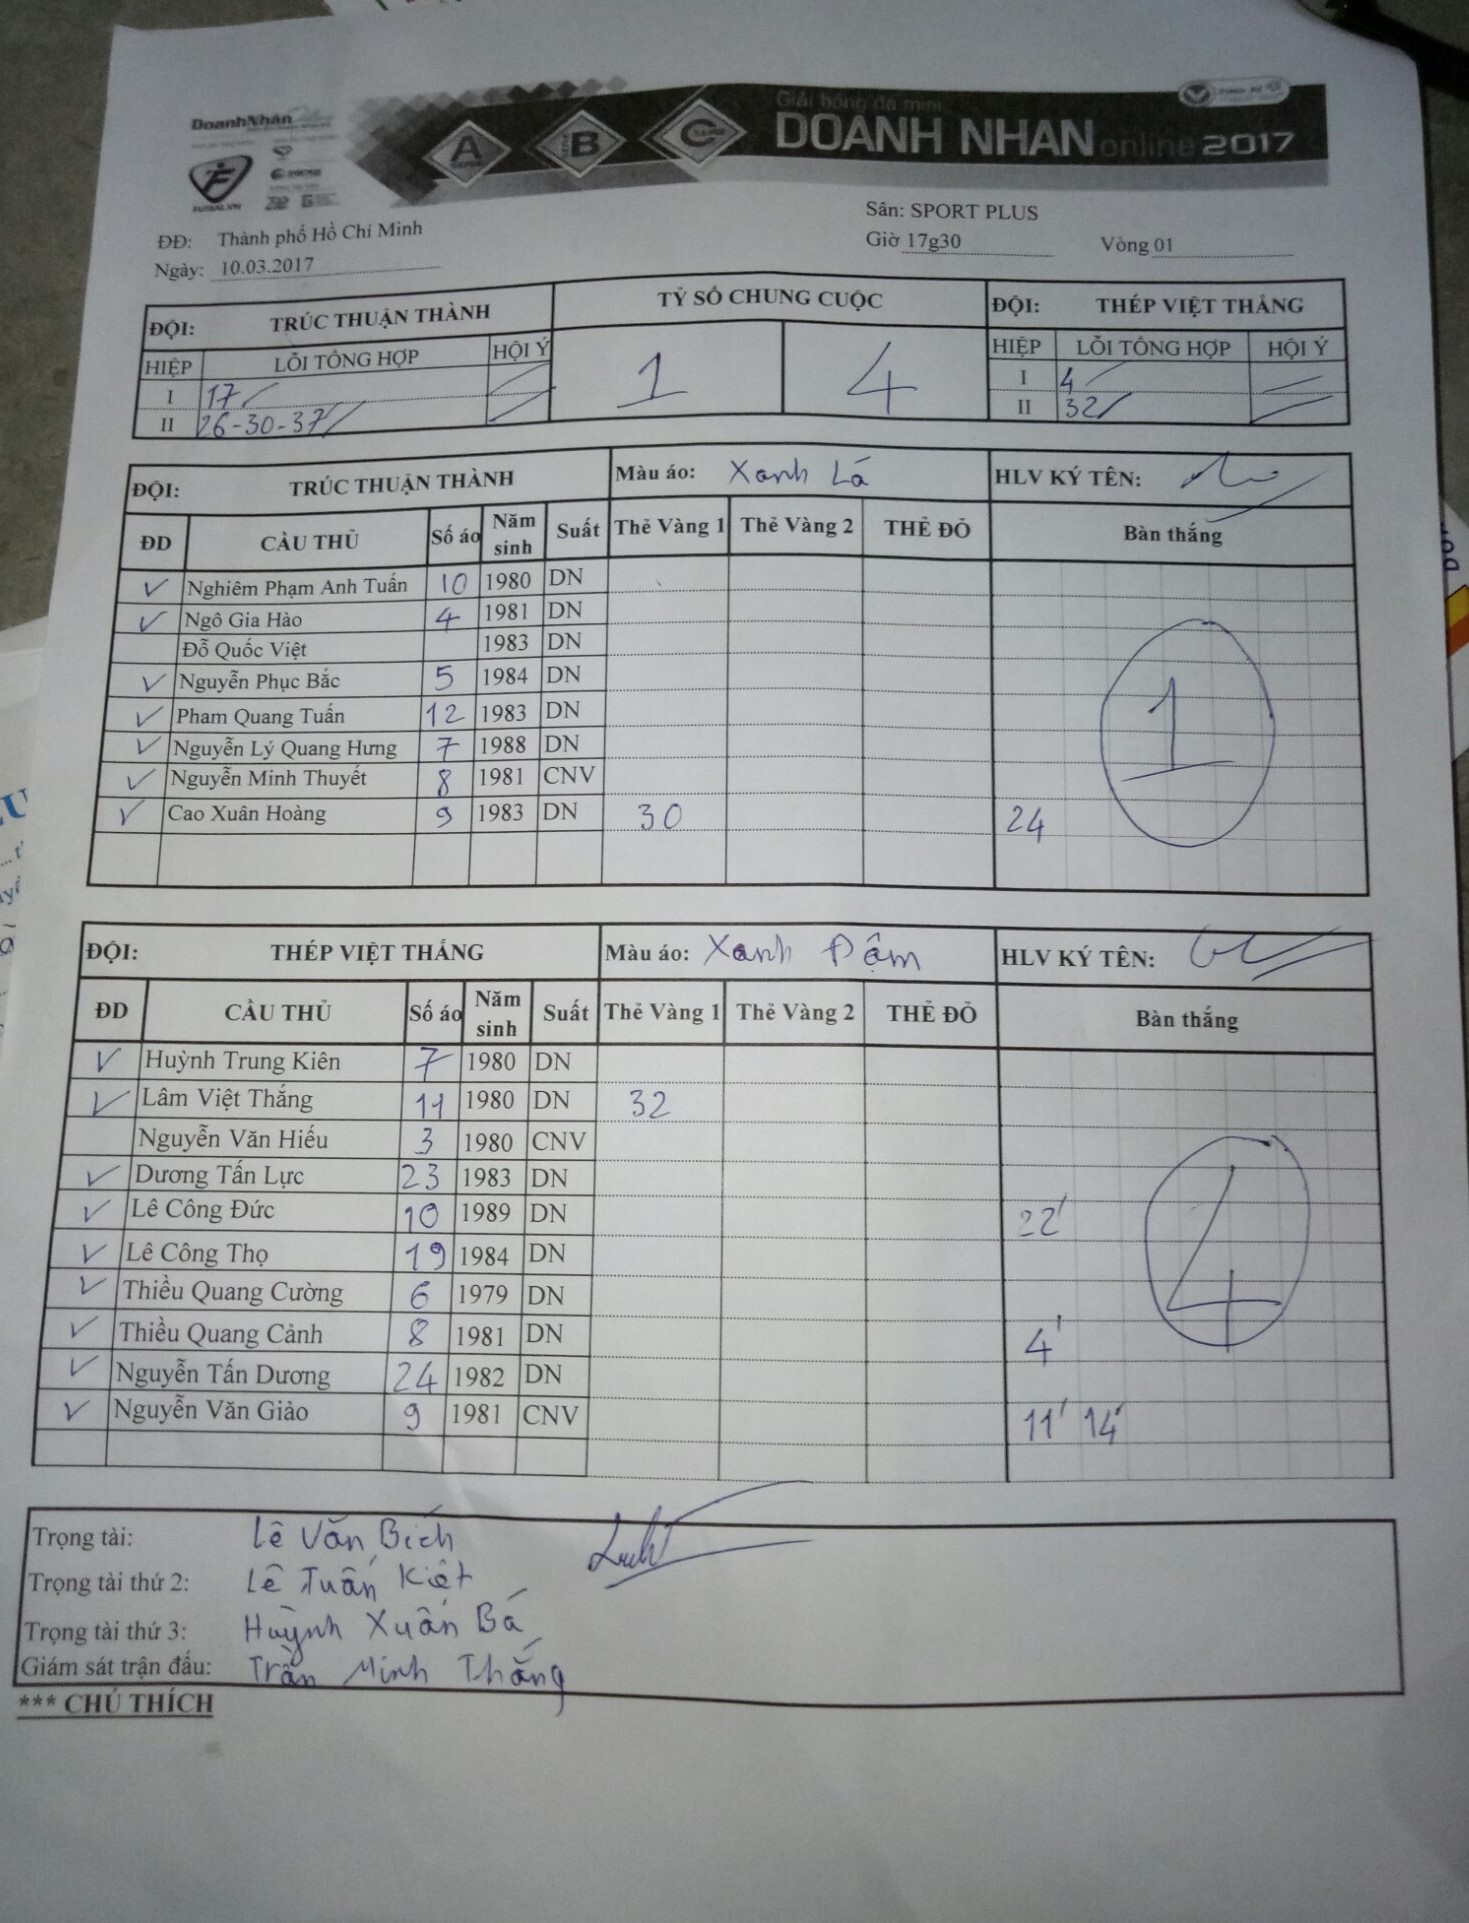 DoanhNhân
FUTSAL.VN
A B C
Giải bóng đá mini
DOANH NHAN online 2017
ĐĐ: Thành phố Hồ Chí Minh
Ngày: 10.03.2017
Sân: SPORT PLUS
Giờ 17g30 Vòng 01
ĐỘI: TRÚC THUẬN THÀNH TỶ SỐ CHUNG CUỘC ĐỘI: THÉP VIỆT THẮNG
HIỆP LỖI TỔNG HỢP HỘI Ý 1 4 HIỆP LỖI TỔNG HỢP HỘI Ý
I 17/ I 4
II 26-30-37/ II 32/
ĐỘI: TRÚC THUẬN THÀNH Màu áo: Xanh Lá HLV KÝ TÊN:
ĐD CẦU THỦ Số áo Năm sinh Suất Thẻ Vàng 1 Thẻ Vàng 2 THẺ ĐỎ Bàn thắng
✓ Nghiêm Phạm Anh Tuấn 10 1980 DN
✓ Ngô Gia Hào 4 1981 DN
Đỗ Quốc Việt 1983 DN
✓ Nguyễn Phục Bắc 5 1984 DN
✓ Pham Quang Tuấn 12 1983 DN 1
✓ Nguyễn Lý Quang Hưng 7 1988 DN
✓ Nguyễn Minh Thuyết 8 1981 CNV
✓ Cao Xuân Hoàng 9 1983 DN 30 24
ĐỘI: THÉP VIỆT THẮNG Màu áo: Xanh Đậm HLV KÝ TÊN:
ĐD CẦU THỦ Số áo Năm sinh Suất Thẻ Vàng 1 Thẻ Vàng 2 THẺ ĐỎ Bàn thắng
✓ Huỳnh Trung Kiên 7 1980 DN
✓ Lâm Việt Thắng 11 1980 DN 32
Nguyễn Văn Hiếu 3 1980 CNV
✓ Dương Tấn Lực 23 1983 DN
✓ Lê Công Đức 10 1989 DN 22'
✓ Lê Công Thọ 19 1984 DN 4
✓ Thiều Quang Cường 6 1979 DN
✓ Thiều Quang Cảnh 8 1981 DN 4'
✓ Nguyễn Tấn Dương 24 1982 DN
✓ Nguyễn Văn Giảo 9 1981 CNV 11' 14'
Trọng tài: Lê Văn Bích
Trọng tài thứ 2: Lê Tuấn Kiệt
Trọng tài thứ 3: Huỳnh Xuân Bá
Giám sát trận đấu: Trần Minh Thắng
*** CHÚ THÍCH